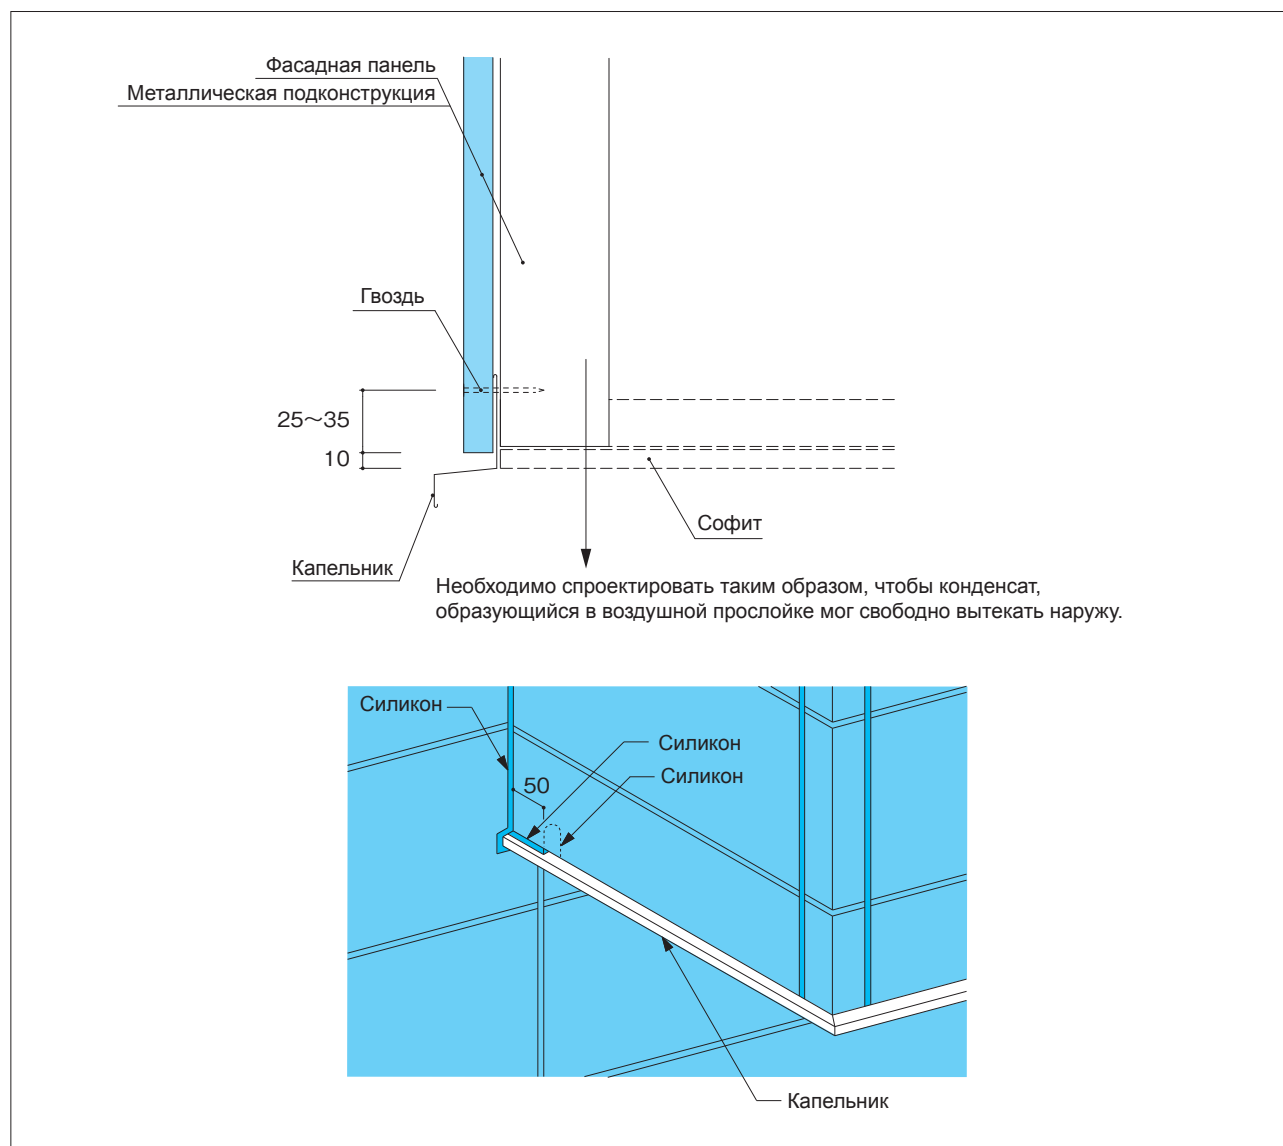 Фасадная панель
Металлическая подконструкция
Гвоздь
25～35
10
Софит
Капельник
Необходимо спроектировать таким образом, чтобы конденсат,
образующийся в воздушной прослойке мог свободно вытекать наружу.
Силикон
Силикон
Силикон
50
Капельник